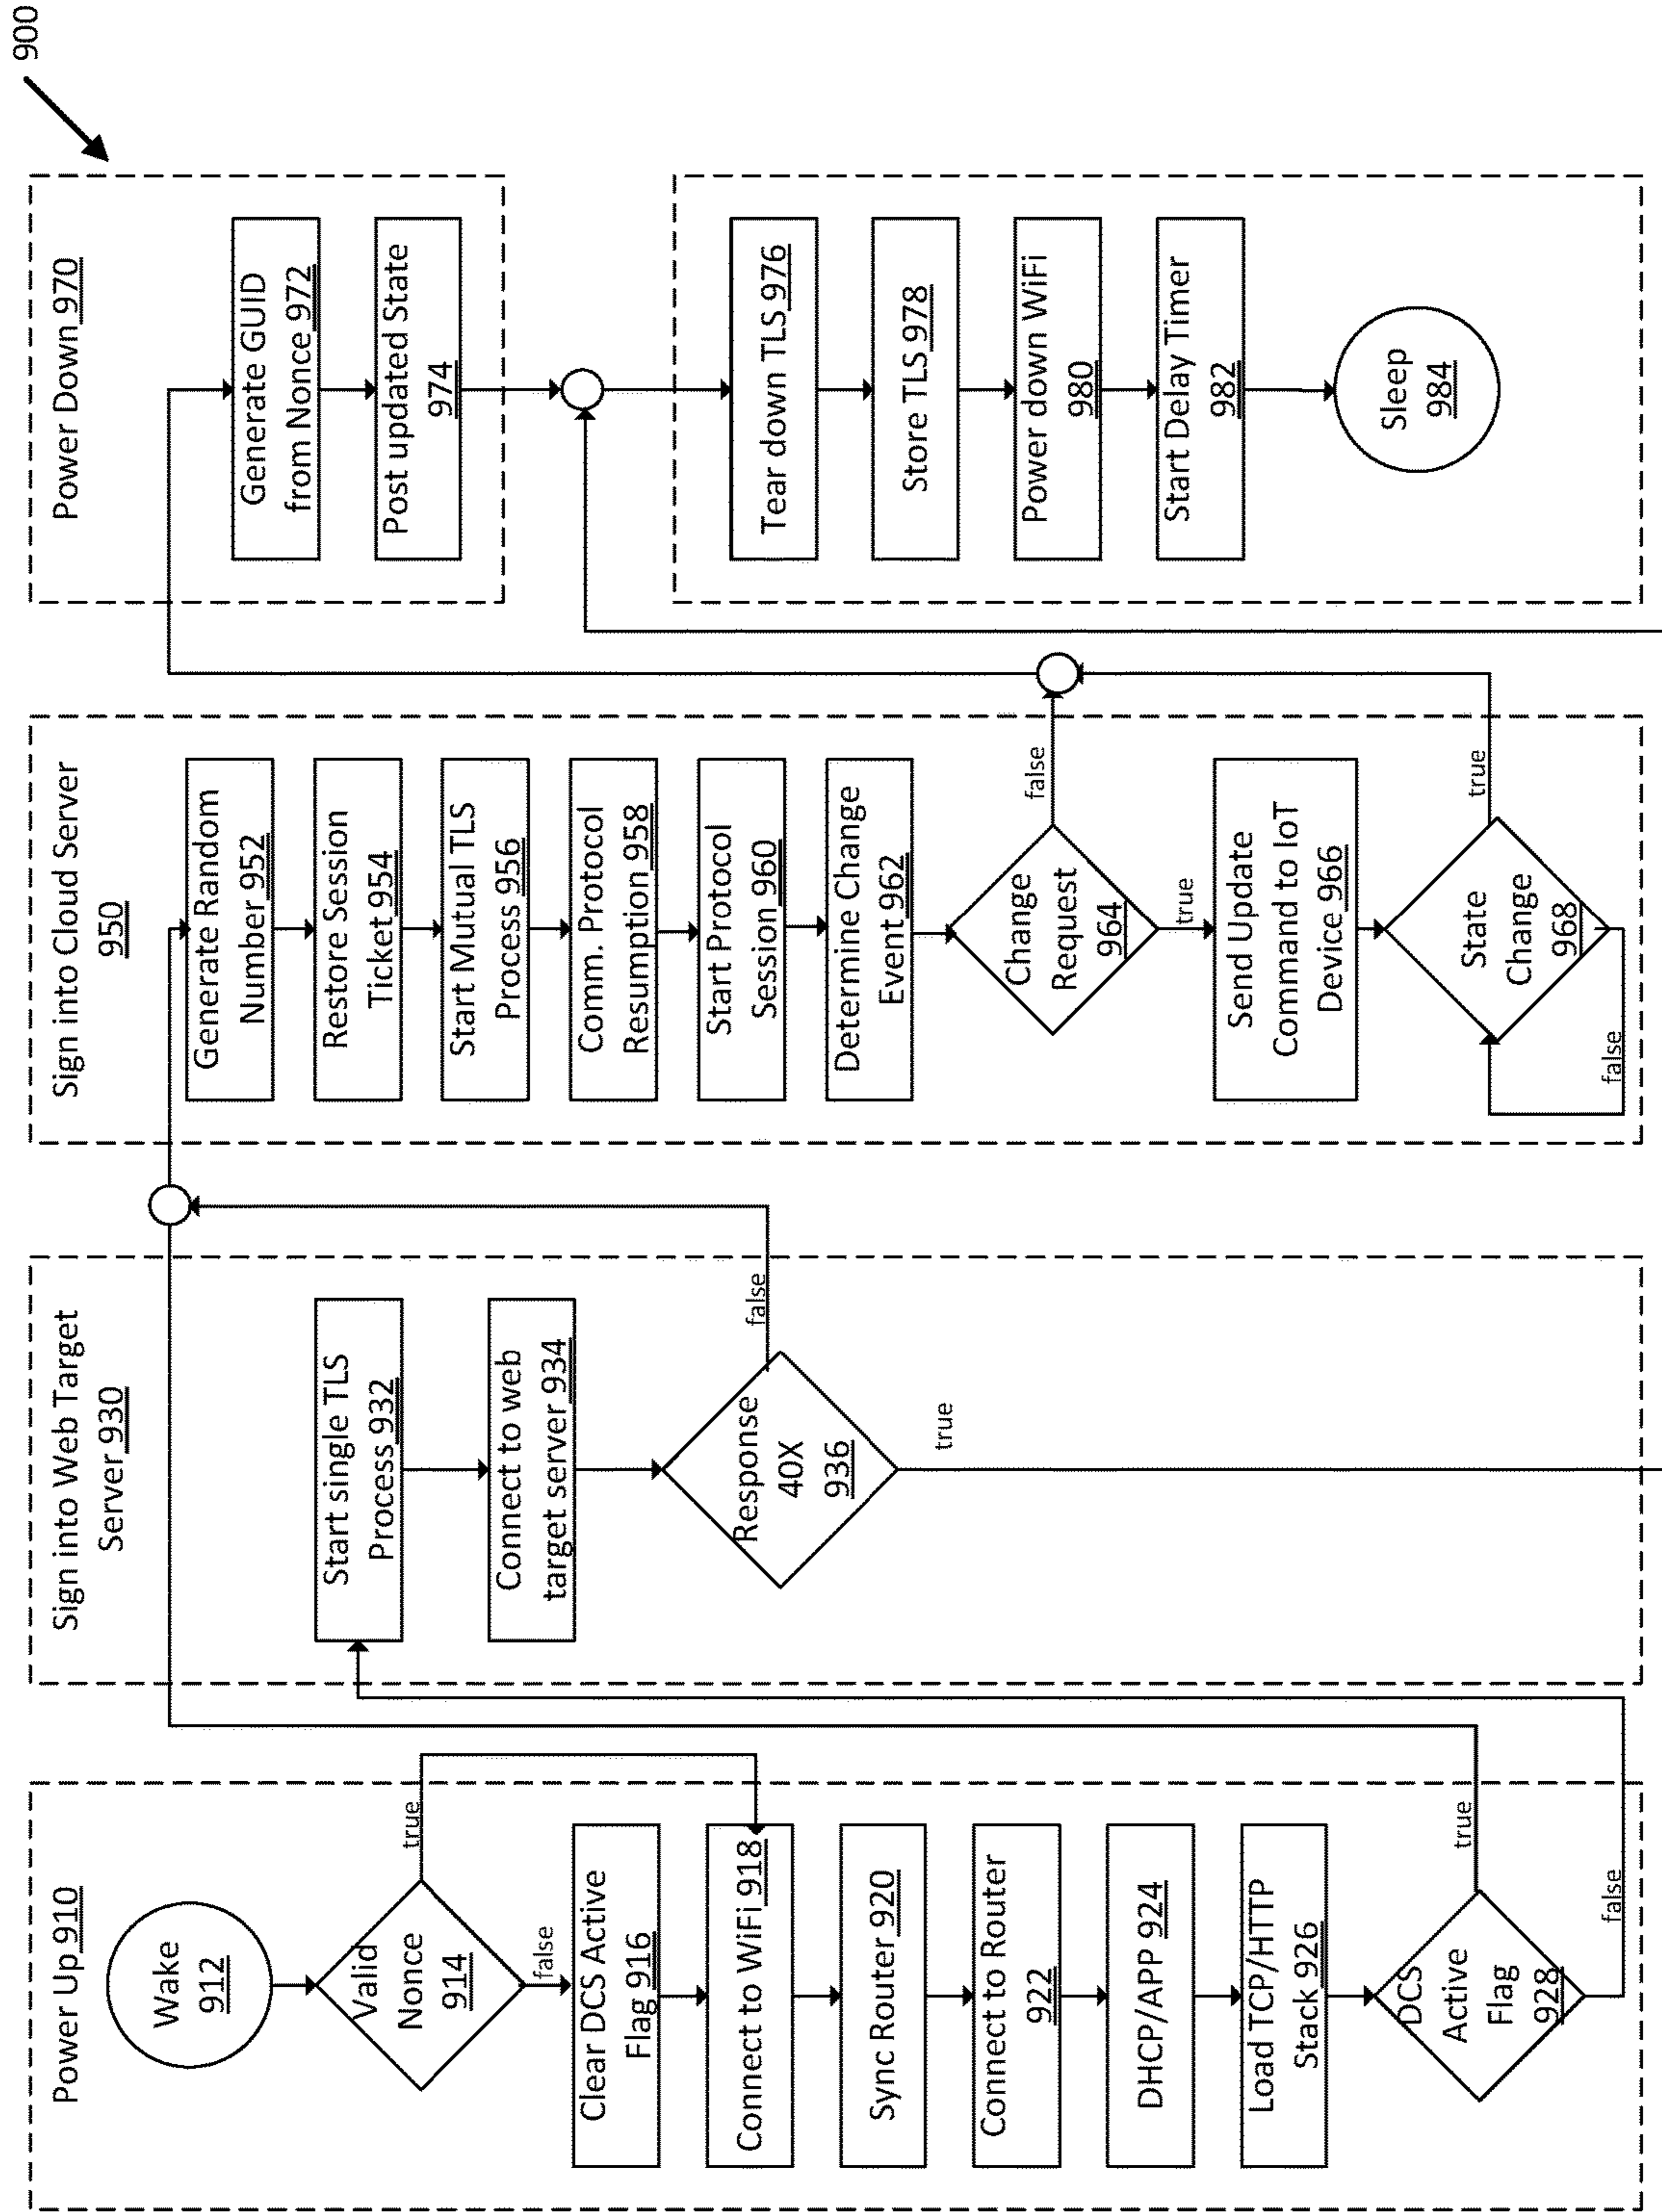 900
Power Up 910
Wake
912
Valid
Nonce
914
true
false
Clear DCS Active
Flag 916
Connect to WiFi 918
Sync Router 920
Connect to Router
922
DHCP/APP 924
Load TCP/HTTP
Stack 926
DCS
Active
Flag
928
true
false
Sign into Web Target
Server 930
Start single TLS
Process 932
Connect to web
target server 934
Response
40X
936
false
true
Sign into Cloud Server
950
Generate Random
Number 952
Restore Session
Ticket 954
Start Mutual TLS
Process 956
Comm. Protocol
Resumption 958
Start Protocol
Session 960
Determine Change
Event 962
Change
Request
964
false
true
Send Update
Command to IoT
Device 966
State
Change
968
true
false
Power Down 970
Generate GUID
from Nonce 972
Post updated State
974
Tear down TLS 976
Store TLS 978
Power down WiFi
980
Start Delay Timer
982
Sleep
984